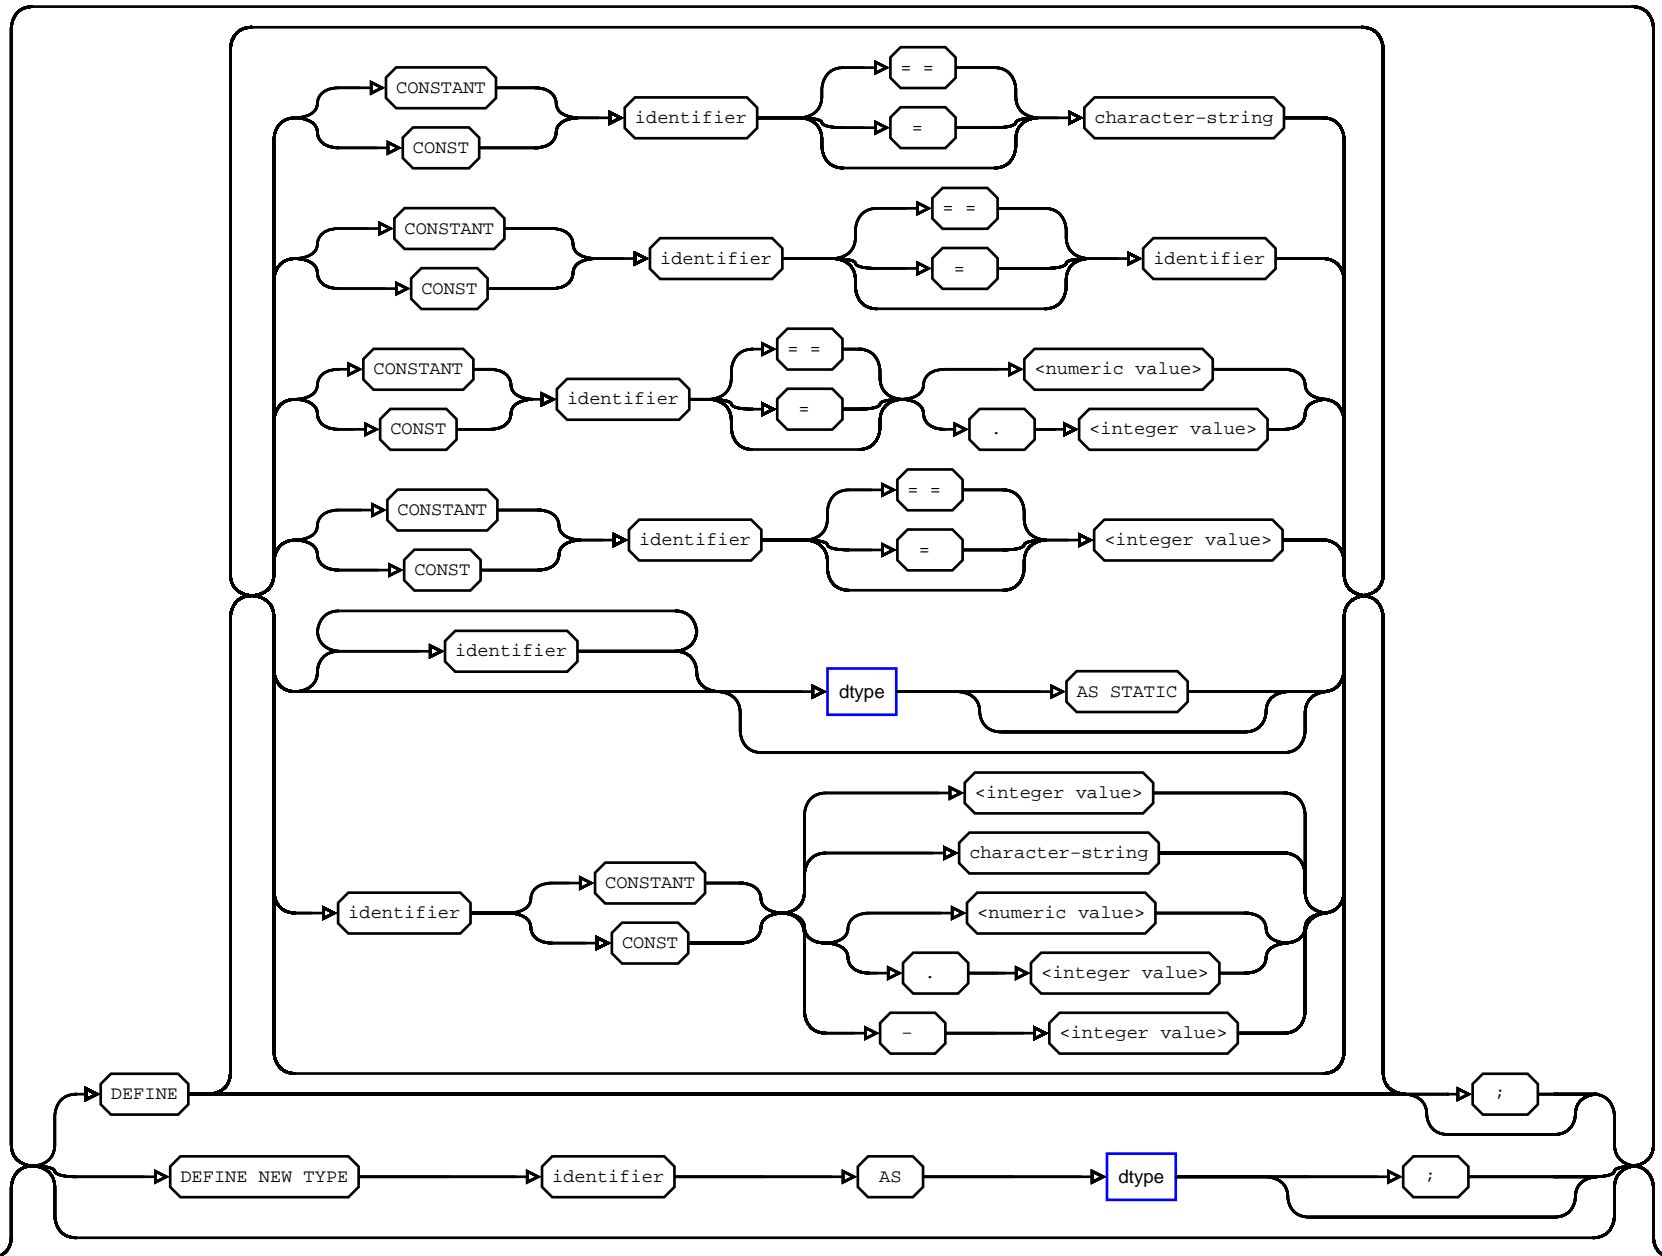 = =
CONSTANT
identifier = character-string
CONST
= =
CONSTANT
identifier = identifier
CONST
= =
CONSTANT <numeric value>
identifier =
CONST . <integer value>
= =
CONSTANT
identifier = <integer value>
CONST
identifier
dtype AS STATIC
<integer value>
character-string
CONSTANT
identifier <numeric value>
CONST
. <integer value>
- <integer value>
DEFINE ;
DEFINE NEW TYPE identifier AS dtype ;